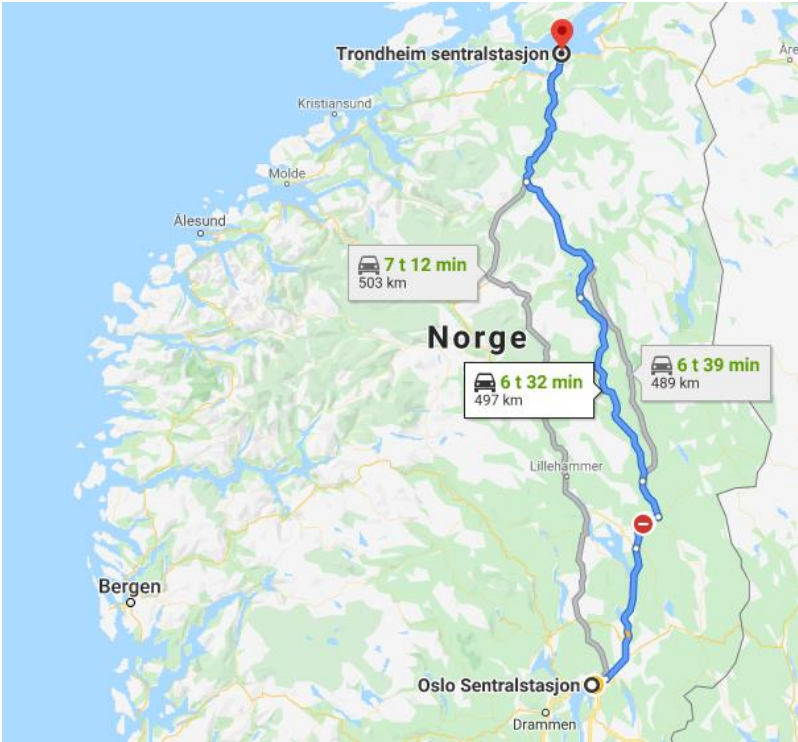 Trondheim sentralstasjon
Åre
Kristiansund
Molde
Ålesund
7 t 12 min
503 km
Norge
6 t 39 min
489 km
6 t 32 min
497 km
Lillehammer
Bergen
Oslo Sentralstasjon
Drammen